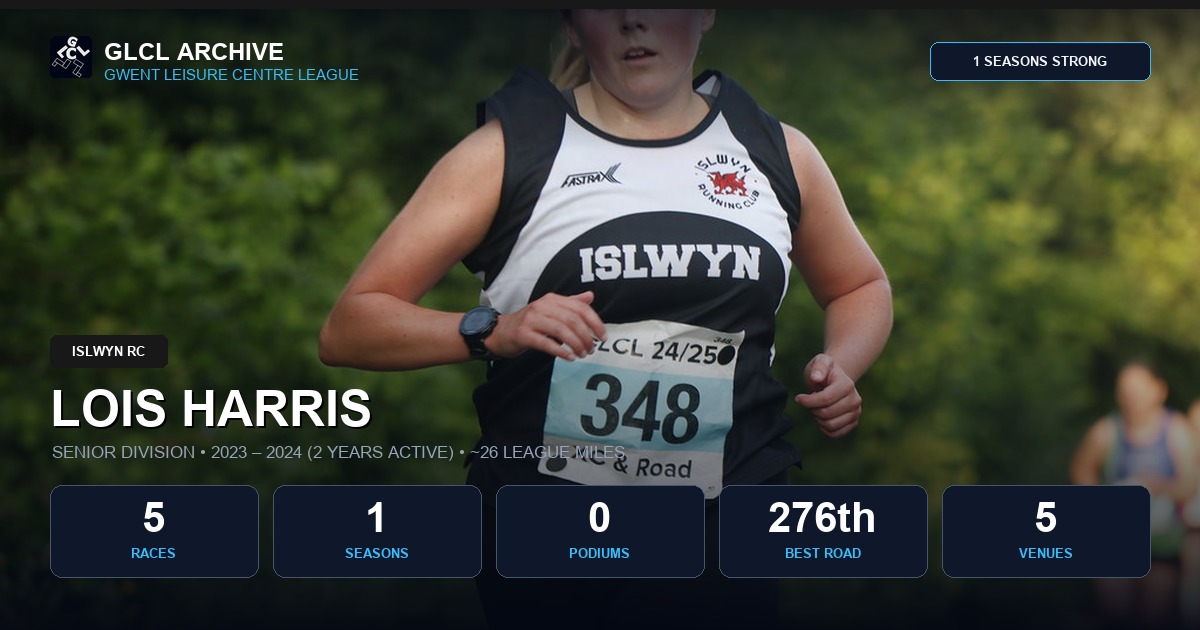 GLCL ARCHIVE
GWENT LEISURE CENTRE LEAGUE
1 SEASONS STRONG
FASTRAX
ISLWYN
RUNNING CLUB
ISLWYN
GLCL 24/25
348
348
& Road
ISLWYN RC
LOIS HARRIS
SENIOR DIVISION • 2023 – 2024 (2 YEARS ACTIVE) • ~26 LEAGUE MILES
5
RACES
1
SEASONS
0
PODIUMS
276th
BEST ROAD
5
VENUES